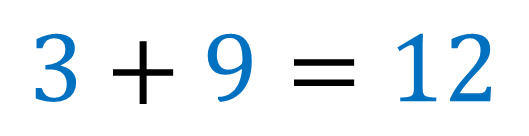 3 + 9 = 12